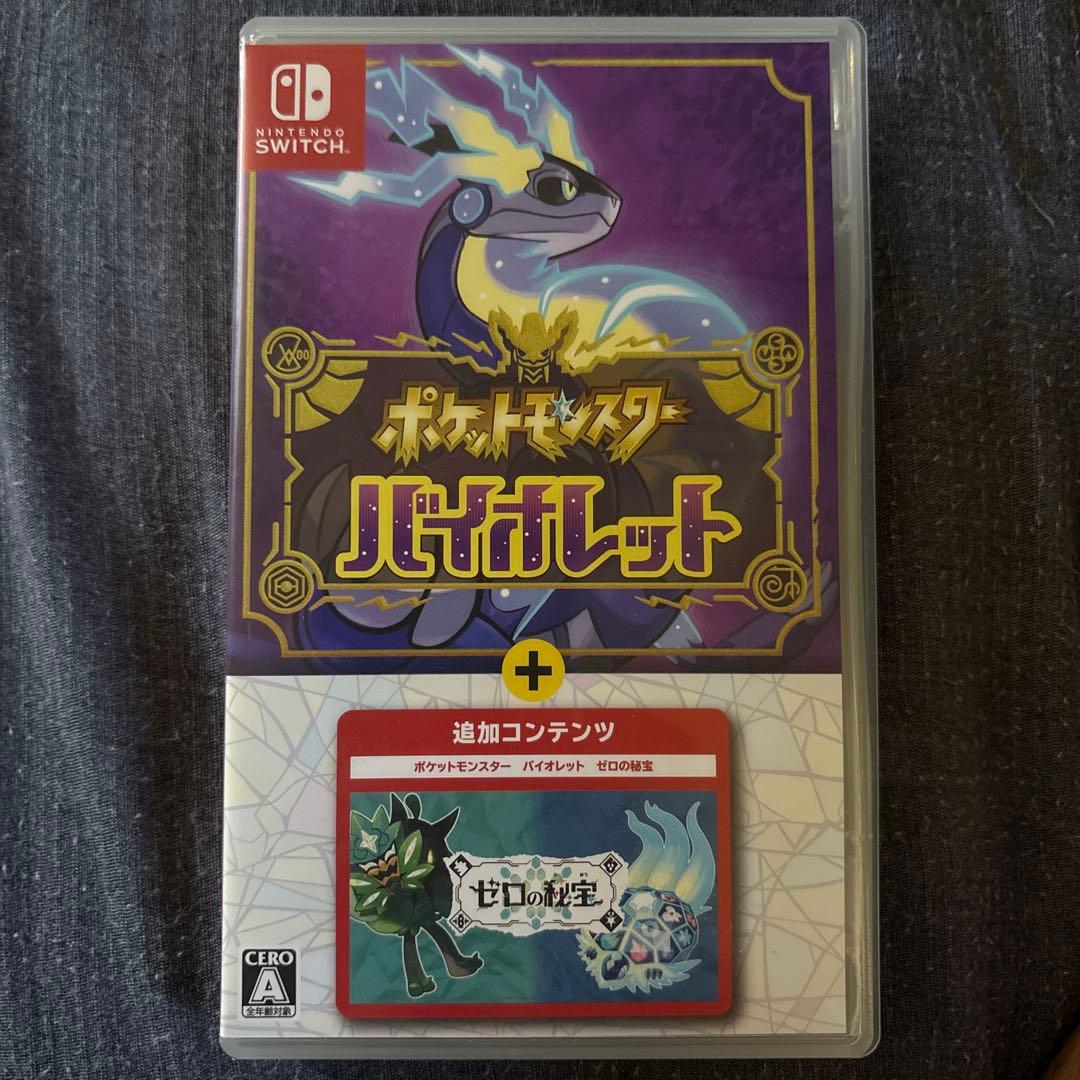 NINTENDO
SWITCH™
ポケットモンスター
バイオレット
+
追加コンテンツ
ポケットモンスター バイオレット ゼロの秘宝
ゼロの秘宝
CERO
A
全年齢対象